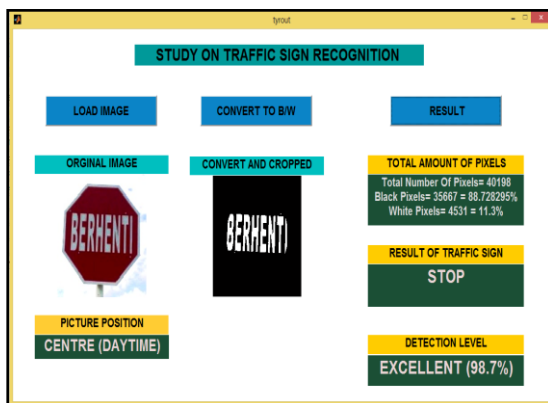 tyrout
STUDY ON TRAFFIC SIGN RECOGNITION
LOAD IMAGE
CONVERT TO B/W
RESULT
ORGINAL IMAGE
BERHENTI
PICTURE POSITION
CENTRE (DAYTIME)
CONVERT AND CROPPED
BERHENTI
TOTAL AMOUNT OF PIXELS
Total Number Of Pixels= 40198
Black Pixels= 35667 = 88.728295%
White Pixels= 4531 = 11.3%
RESULT OF TRAFFIC SIGN
STOP
DETECTION LEVEL
EXCELLENT (98.7%)